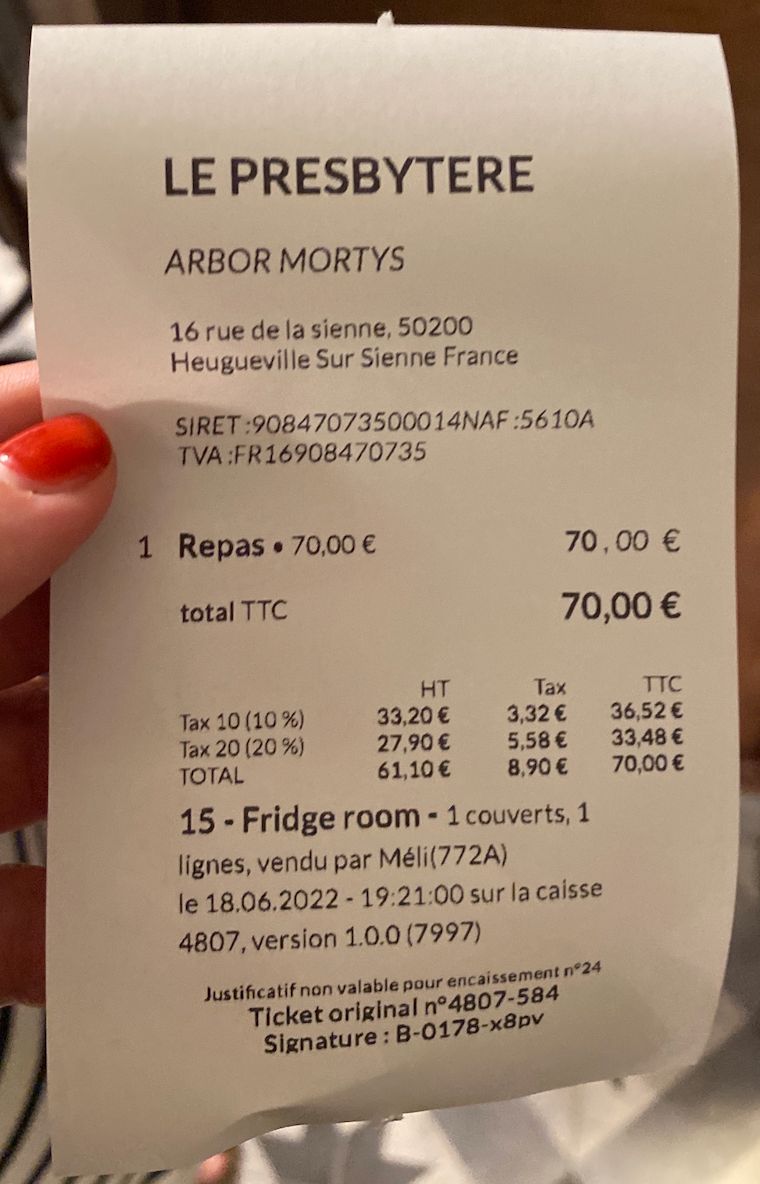 LE PRESBYTERE
ARBOR MORTYS
16 rue de la sienne, 50200
Heugueville Sur Sienne France
SIRET :90847073500014NAF :5610A
TVA :FR16908470735
1 Repas • 70,00 € 70,00 €
total TTC 70,00 €
HT Tax TTC
Tax 10 (10 %) 33,20 € 3,32 € 36,52 €
Tax 20 (20 %) 27,90 € 5,58 € 33,48 €
TOTAL 61,10 € 8,90 € 70,00 €
15 - Fridge room - 1 couverts, 1
lignes, vendu par Méli(772A)
le 18.06.2022 - 19:21:00 sur la caisse
4807, version 1.0.0 (7997)
Justificatif non valable pour encaissement n°24
Ticket original n°4807-584
Signature : B-0178-x8pv